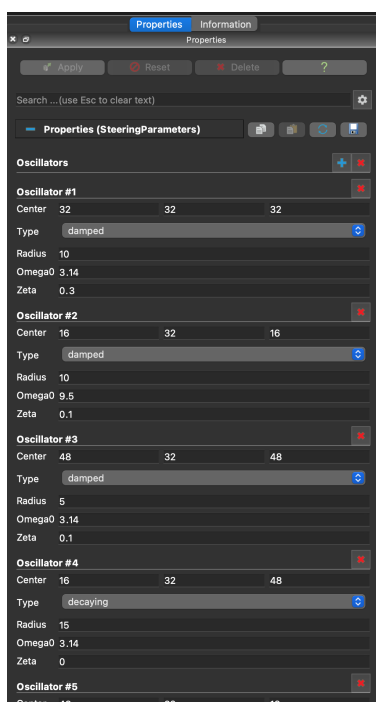 Properties Information
Properties
Apply Reset Delete ?
Search ...(use Esc to clear text)
Properties (SteeringParameters)
Oscillators
Oscillator #1
Center 32 32 32
Type damped
Radius 10
Omega0 3.14
Zeta 0.3
Oscillator #2
Center 16 32 16
Type damped
Radius 10
Omega0 9.5
Zeta 0.1
Oscillator #3
Center 48 32 48
Type damped
Radius 5
Omega0 3.14
Zeta 0.1
Oscillator #4
Center 16 32 48
Type decaying
Radius 15
Omega0 3.14
Zeta 0
Oscillator #5